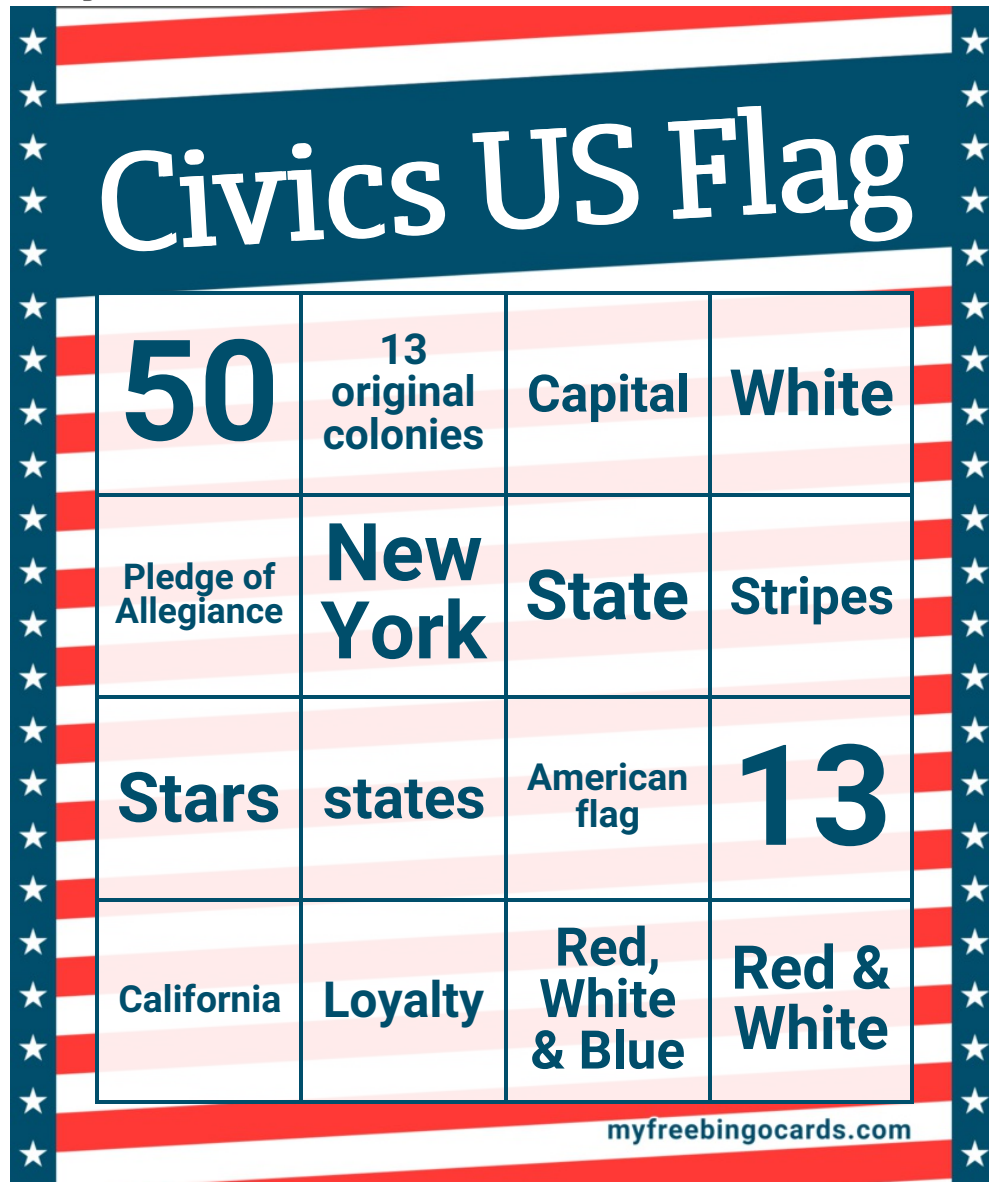 Civics US Flag
50
13
original
colonies
Capital
White
Pledge of
Allegiance
New
York
State
Stripes
Stars
states
American
flag
13
California
Loyalty
Red,
White
& Blue
Red &
White
myfreebingocards.com